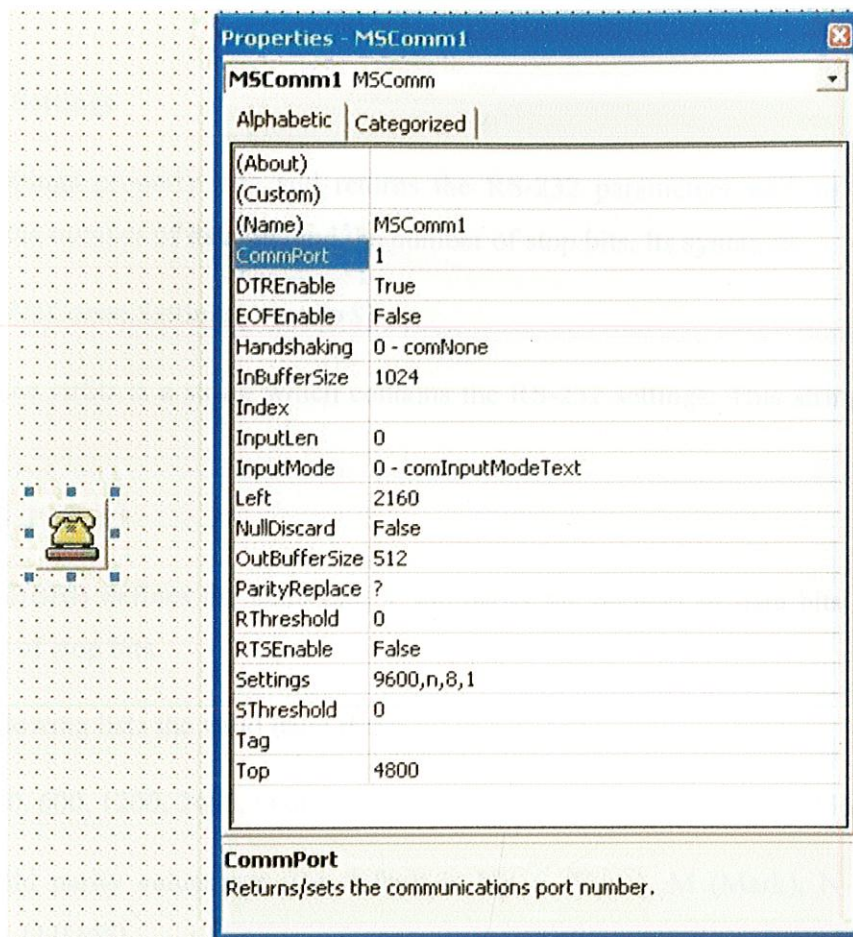 Properties - MSComm1
MSComm1 MSComm
Alphabetic Categorized
(About)
(Custom)
(Name) MSComm1
CommPort 1
DTREnable True
EOFEnable False
Handshaking 0 - comNone
InBufferSize 1024
Index
InputLen 0
InputMode 0 - comInputModeText
Left 2160
NullDiscard False
OutBufferSize 512
ParityReplace ?
RThreshold 0
RTSEnable False
Settings 9600,n,8,1
SThreshold 0
Tag
Top 4800
CommPort
Returns/sets the communications port number.